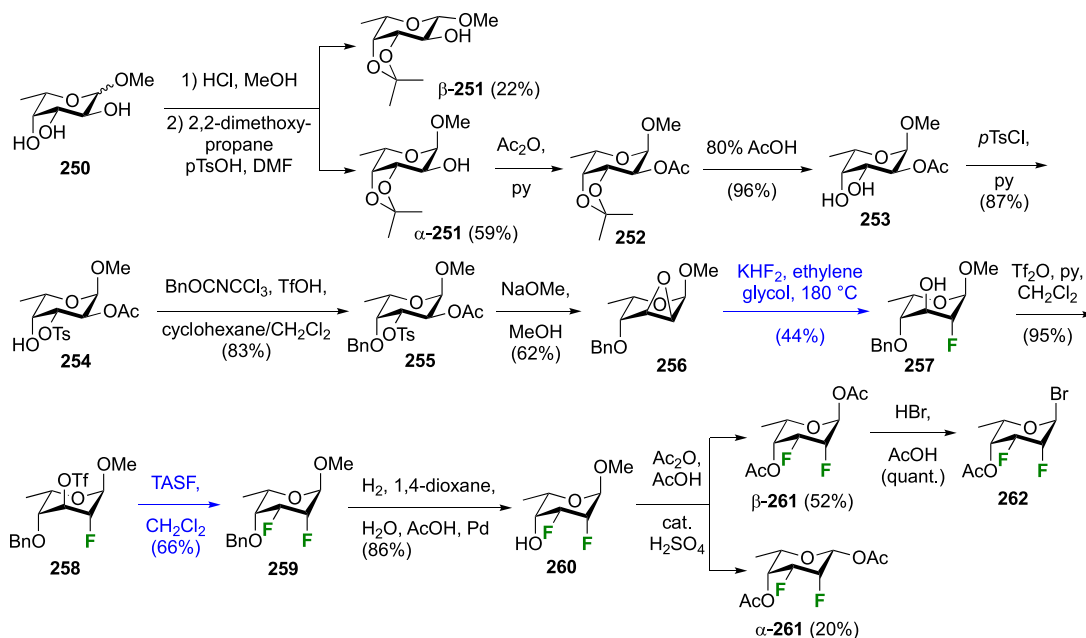 O
OMe
OH
O
O
β-251 (22%)
O
OMe
OH
HO
OH
250
1) HCl, MeOH
2) 2,2-dimethoxy-
propane
pTsOH, DMF
OMe
O
OH
O
O
α-251 (59%)
Ac2O,
py
OMe
O
OAc
O
O
252
80% AcOH
(96%)
OMe
O
OAc
HO
OH
253
pTsCl,
py
(87%)
OMe
O
OAc
OTs
HO
254
BnOCNCCl3, TfOH,
cyclohexane/CH2Cl2
(83%)
OMe
O
OAc
OTs
BnO
255
NaOMe,
MeOH
(62%)
O
OMe
O
BnO
256
KHF2, ethylene
glycol, 180 °C
(44%)
OH
OMe
O
BnO
F
257
Tf2O, py,
CH2Cl2
(95%)
OTf
OMe
O
BnO
F
258
TASF,
CH2Cl2
(66%)
OMe
O
F
BnO
F
259
H2, 1,4-dioxane,
H2O, AcOH, Pd
(86%)
OMe
O
F
HO
F
260
Ac2O,
AcOH
cat.
H2SO4
OAc
O
F
AcO
F
β-261 (52%)
HBr,
AcOH
(quant.)
Br
O
F
AcO
F
262
O
OAc
F
AcO
F
α-261 (20%)